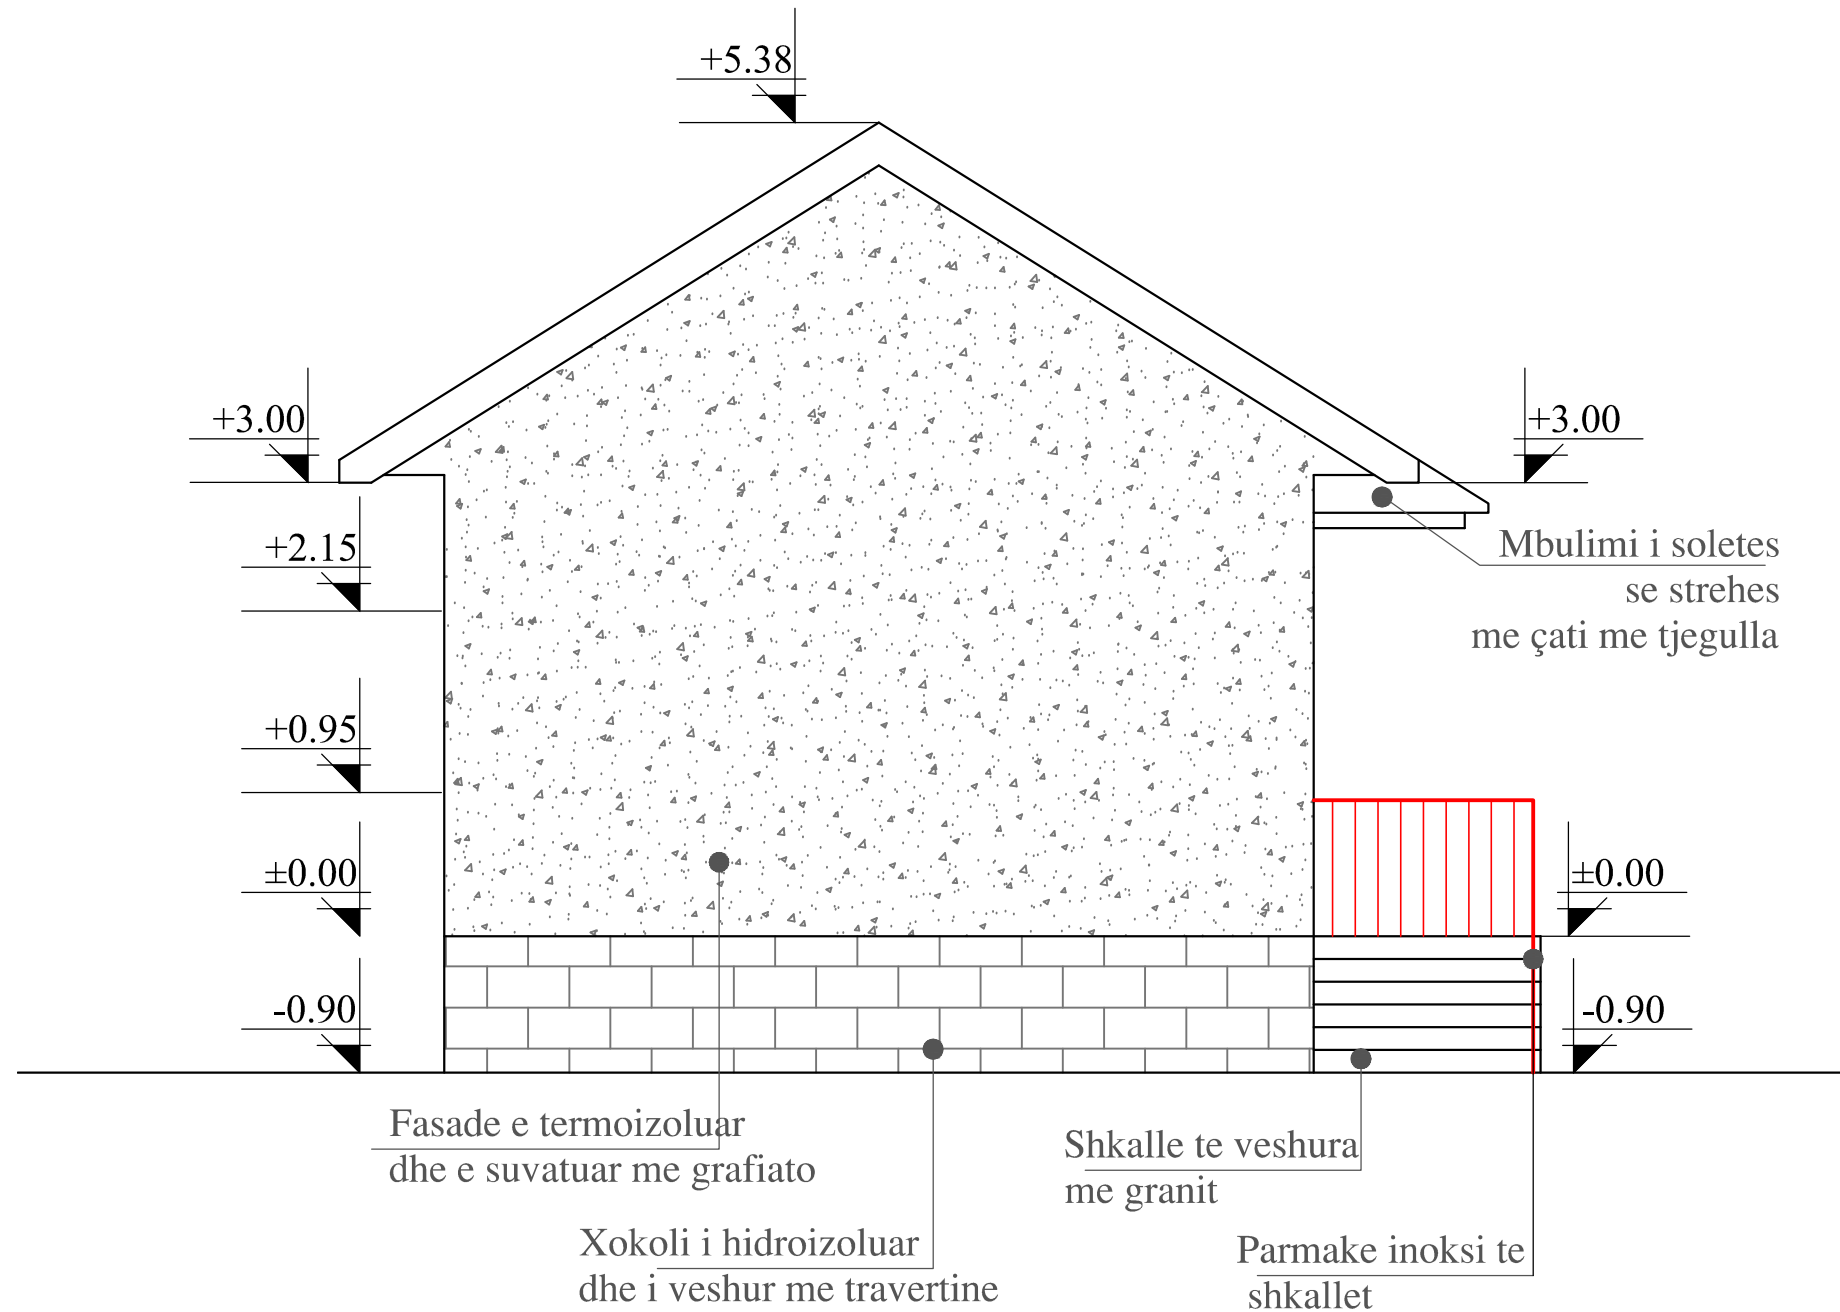 +5.38
+3.00
+3.00
+2.15
Mbulimi i soletes
se strehes
me çati me tjegulla
+0.95
±0.00
±0.00
-0.90
-0.90
Fasade e termoizoluar
dhe e suvatuar me grafiato
Shkalle te veshura
me granit
Xokoli i hidroizoluar
dhe i veshur me travertine
Parmake inoksi te
shkallet